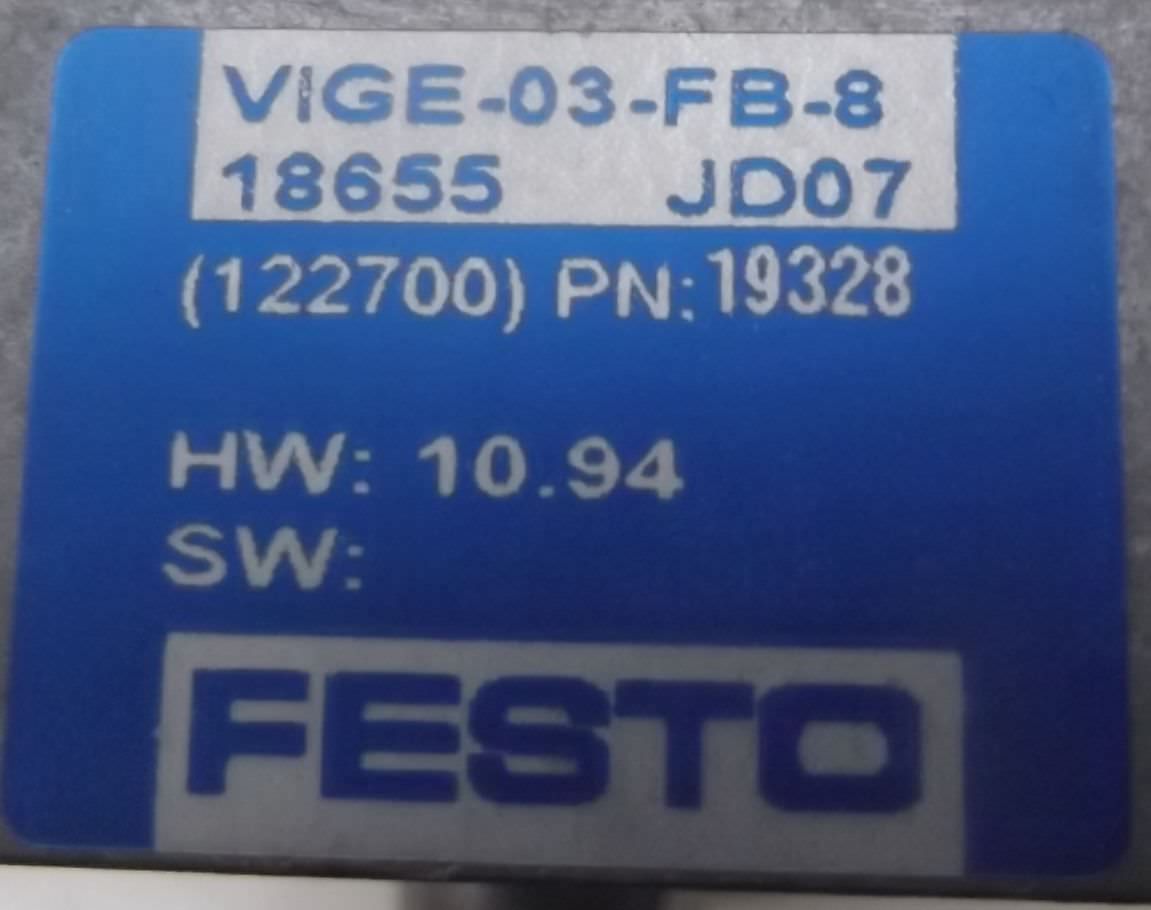 VIGE-03-FB-8
18655 JD07
(122700) PN:19328
HW: 10.94
SW:
FESTO